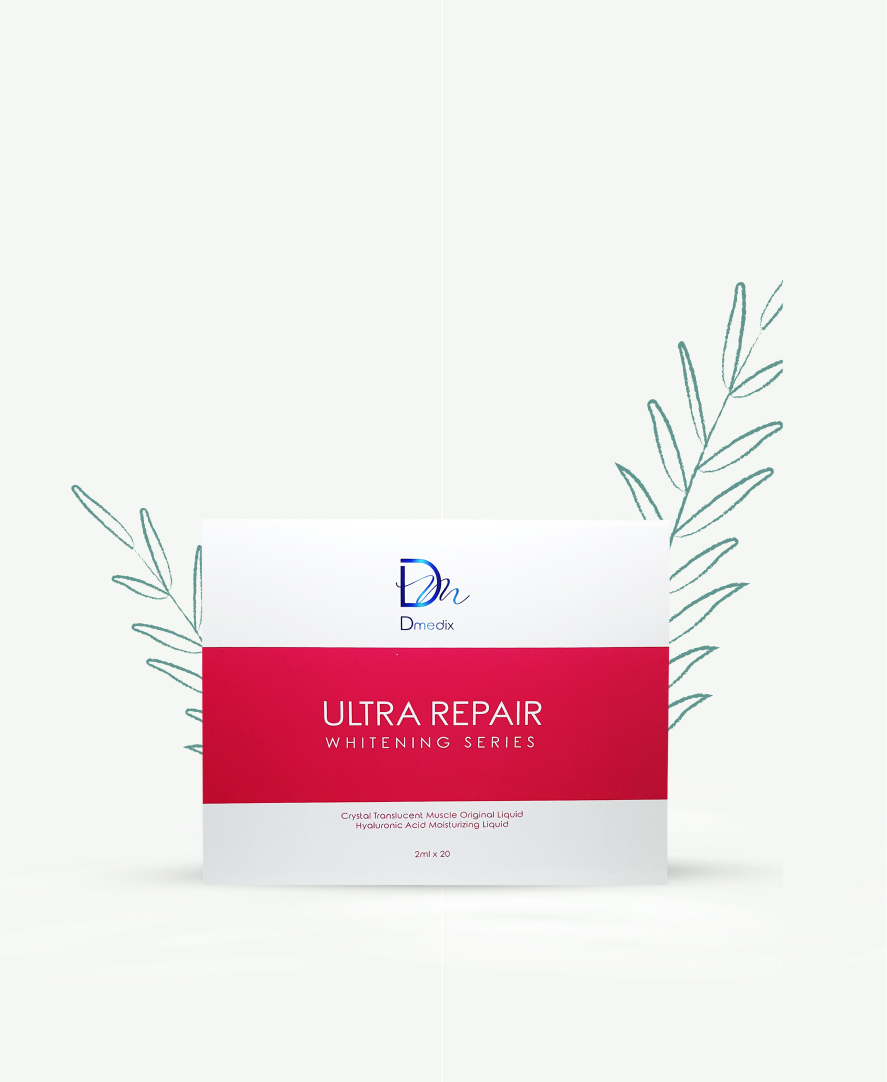 Dm
Dmedix
ULTRA REPAIR
WHITENING SERIES
Crystal Translucent Muscle Original Liquid
Hyaluronic Acid Moisturizing Liquid
2ml x 20